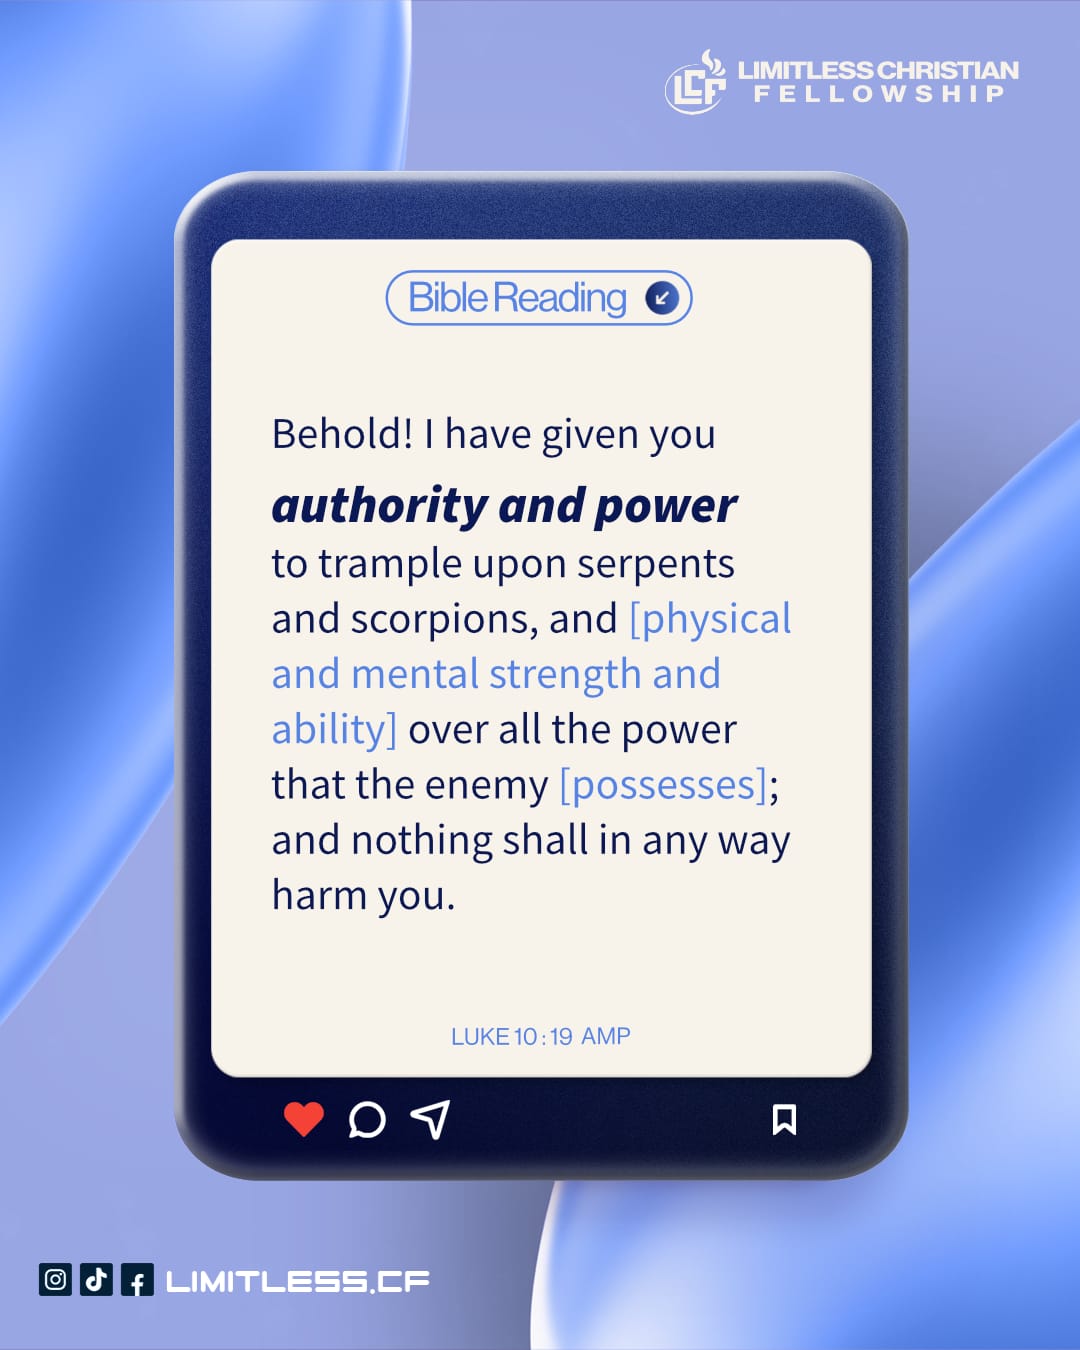 LCF
LIMITLESS CHRISTIAN
FELLOWSHIP
Bible Reading
Behold! I have given you
authority and power
to trample upon serpents
and scorpions, and [physical
and mental strength and
ability] over all the power
that the enemy [possesses];
and nothing shall in any way
harm you.
LUKE 10:19 AMP
LIMITLESS.CF